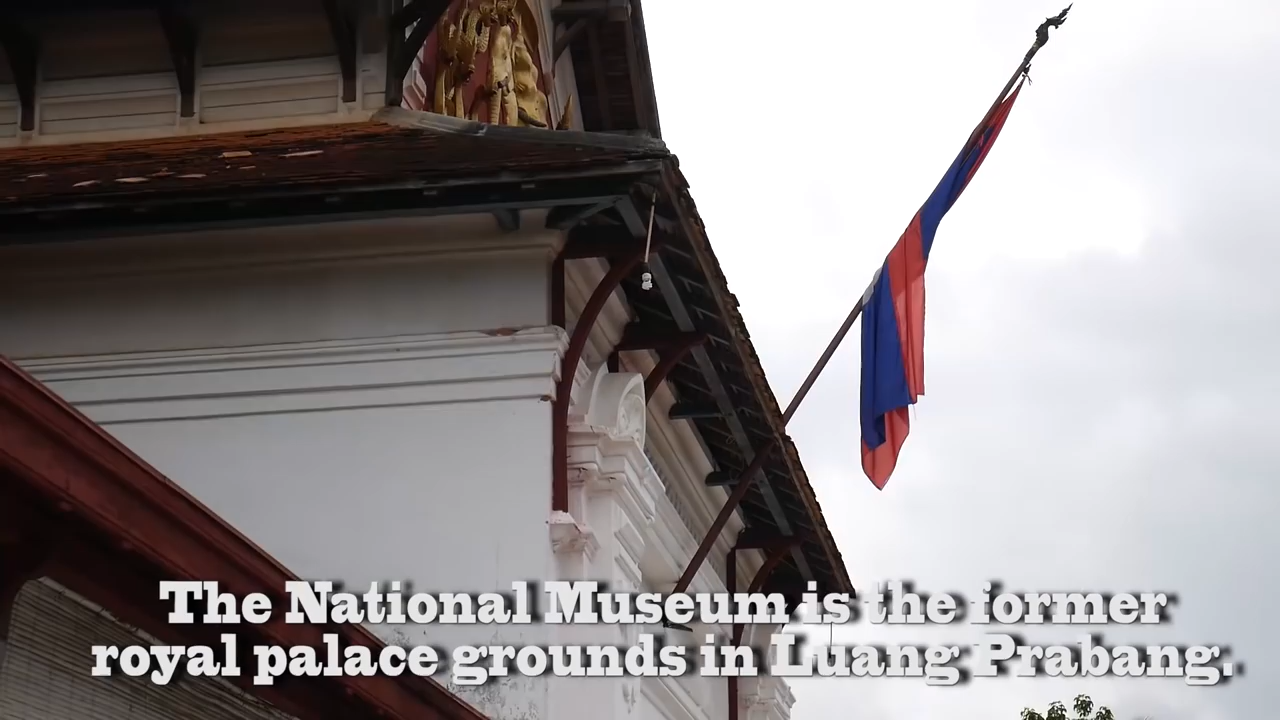 The National Museum is the former
royal palace grounds in Luang Prabang.